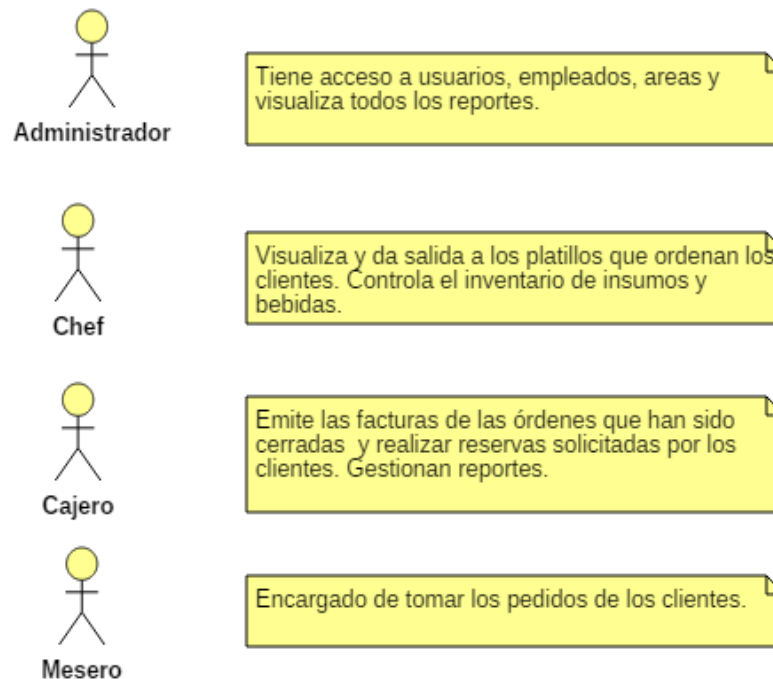 Administrador
Tiene acceso a usuarios, empleados, areas y
visualiza todos los reportes.
Chef
Visualiza y da salida a los platillos que ordenan los
clientes. Controla el inventario de insumos y
bebidas.
Cajero
Emite las facturas de las órdenes que han sido
cerradas  y realizar reservas solicitadas por los
clientes. Gestionan reportes.
Mesero
Encargado de tomar los pedidos de los clientes.